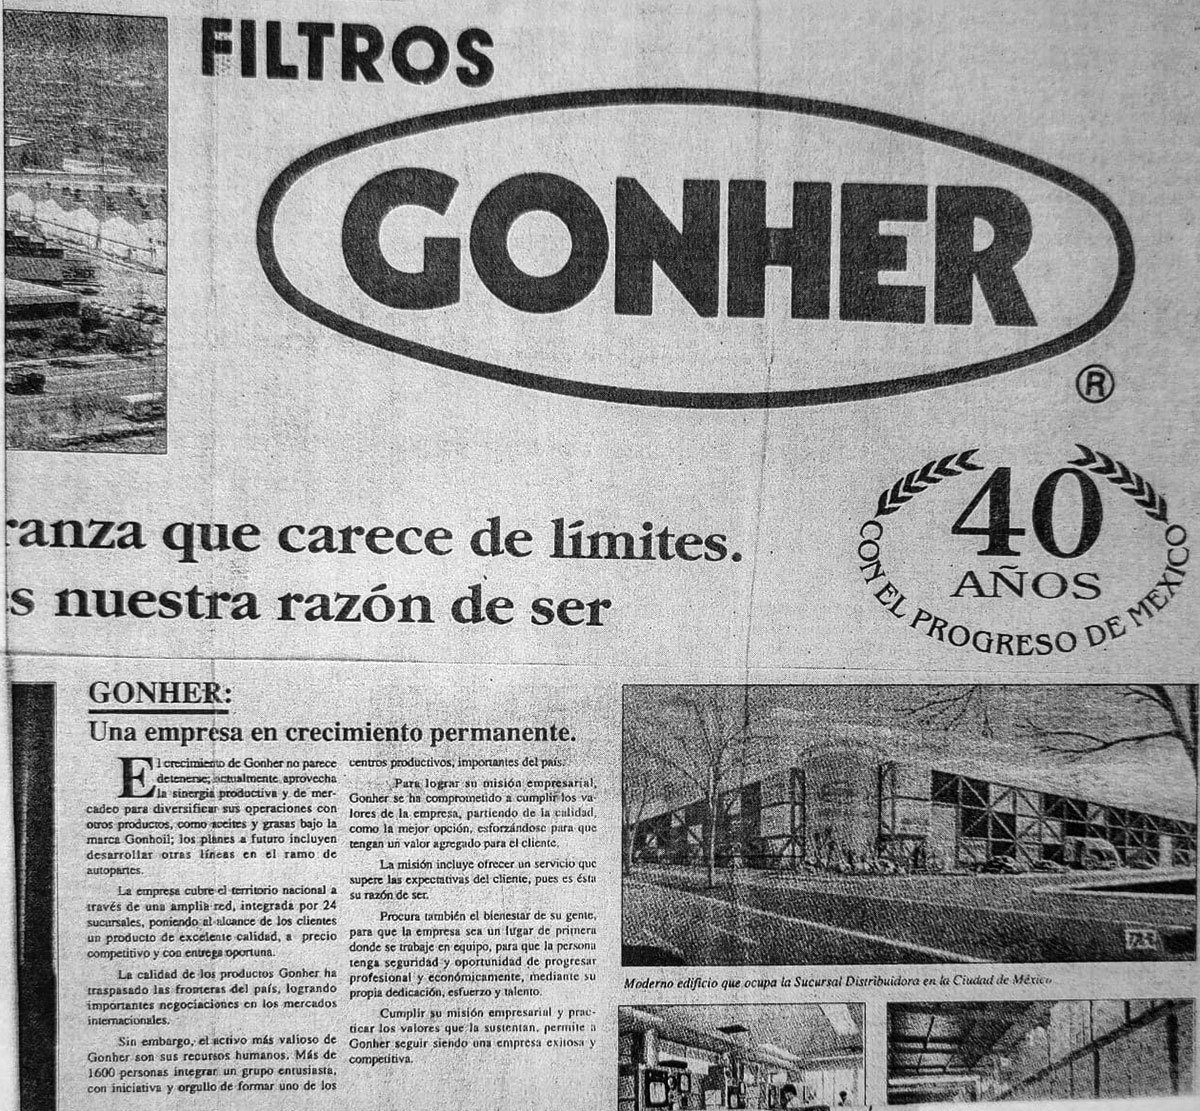 FILTROS
GONHER
®
40
AÑOS
CON EL PROGRESO DE MEXICO
ranza que carece de límites.
s nuestra razón de ser
GONHER:
Una empresa en crecimiento permanente.
El crecimiento de Gonher no parece
detenerse; actualmente aprovecha
la sinergia productiva y de mer-
cadeo para diversificar sus operaciones con
otros productos, como aceites y grasas bajo la
marca Gonhoil; los planes a futuro incluyen
desarrollar otras líneas en el ramo de
autopartes.
La empresa cubre el territorio nacional a
través de una amplia red, integrada por 24
sucursales, poniendo al alcance de los clientes
un producto de excelente calidad, a precio
competitivo y con entrega oportuna.
La calidad de los productos Gonher ha
traspasado las fronteras del país, logrando
importantes negociaciones en los mercados
internacionales.
Sin embargo, el activo más valioso de
Gonher son sus recursos humanos. Más de
1600 personas integran un grupo entusiasta,
con iniciativa y orgullo de formar uno de los
centros productivos, importantes del país.
Para lograr su misión empresarial,
Gonher se ha comprometido a cumplir los va-
lores de la empresa, partiendo de la calidad,
como la mejor opción, esforzándose para que
tengan un valor agregado para el cliente.
La misión incluye ofrecer un servicio que
supere las expectativas del cliente, pues es ésta
su razón de ser.
Procura también el bienestar de su gente,
para que la empresa sea un lugar de primera
donde se trabaje en equipo, para que la persona
tenga seguridad y oportunidad de progresar
profesional y económicamente, mediante su
propia dedicación, esfuerzo y talento.
Cumplir su misión empresarial y prac-
ticar los valores que la sustentan, permite a
Gonher seguir siendo una empresa exitosa y
competitiva.
Moderno edificio que ocupa la Sucursal Distribuidora en la Ciudad de México